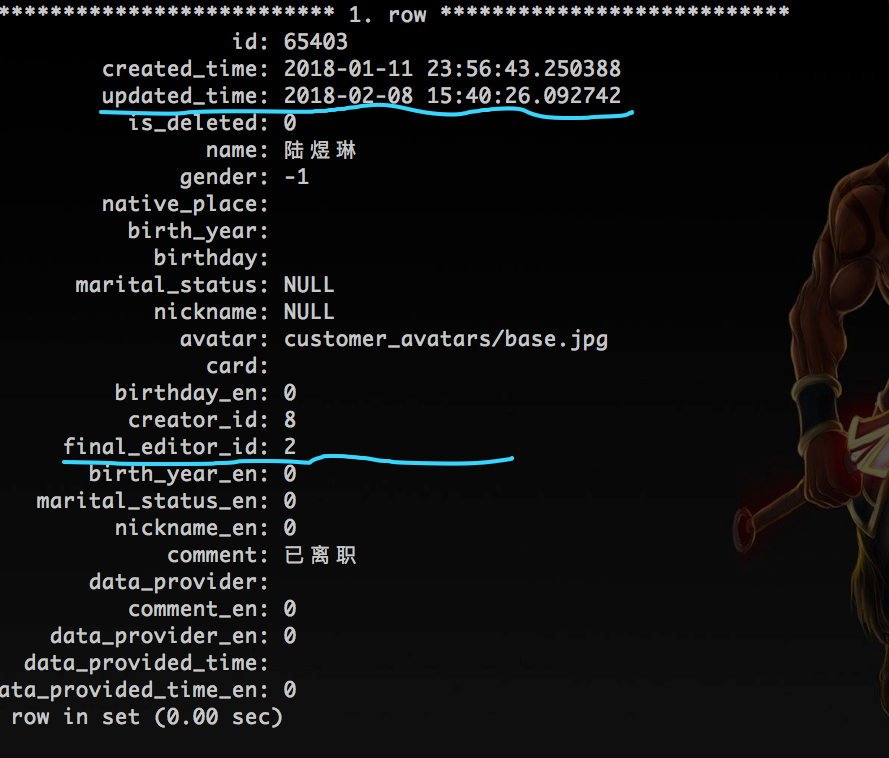 *************************** 1. row ***************************
id: 65403
created_time: 2018-01-11 23:56:43.250388
updated_time: 2018-02-08 15:40:26.092742
is_deleted: 0
name: 陆煜琳
gender: -1
native_place:
birth_year:
birthday:
marital_status: NULL
nickname: NULL
avatar: customer_avatars/base.jpg
card:
birthday_en: 0
creator_id: 8
final_editor_id: 2
birth_year_en: 0
marital_status_en: 0
nickname_en: 0
comment: 已离职
data_provider:
comment_en: 0
data_provider_en: 0
data_provided_time:
ata_provided_time_en: 0
row in set (0.00 sec)